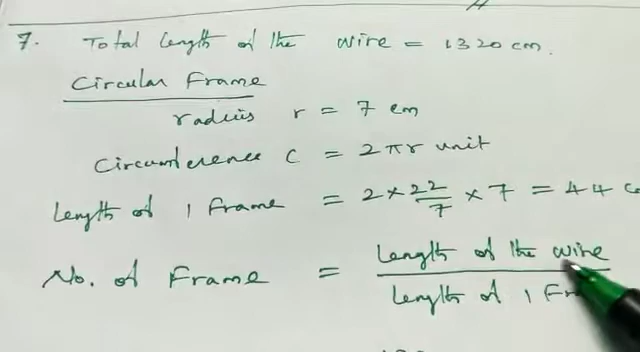 7. Total length of the wire = 1320 cm.
Circular Frame
radius r = 7 cm
Circumference C = 2πr unit
length of 1 Frame = 2 × 22/7 × 7 = 44
No. of Frame = length of the wire / length of 1